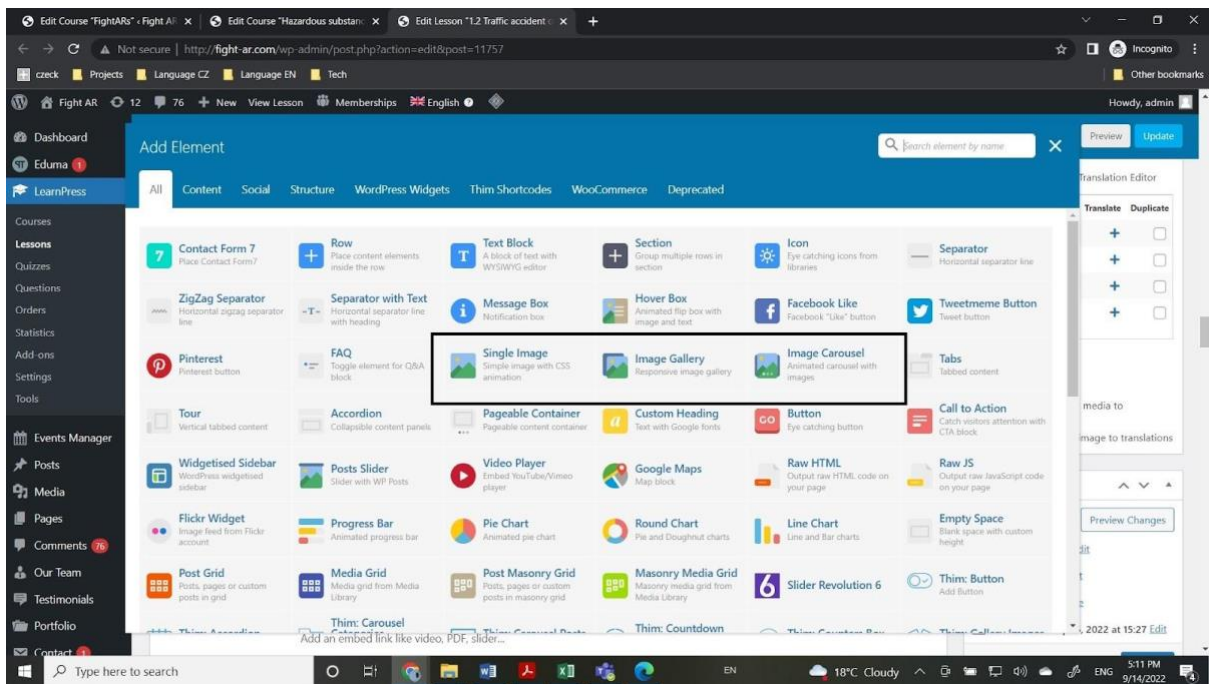 Edit Course "FightARs" ‹ Fight AR
Edit Course "Hazardous substanc
Edit Lesson "1.2 Traffic accident
Not secure | http://fight-ar.com/wp-admin/post.php?action=edit&post=11757
Incognito
czeck Projects Language CZ Language EN Tech
Other bookmarks
Fight AR 12 76 + New View Lesson Memberships English
Howdy, admin
Dashboard
Eduma 1
LearnPress
Courses
Lessons
Quizzes
Questions
Orders
Statistics
Add-ons
Settings
Tools
Events Manager
Posts
Media
Pages
Comments 76
Our Team
Testimonials
Portfolio
Contact
Add Element
Search element by name
All Content Social Structure WordPress Widgets Thim Shortcodes WooCommerce Deprecated
Contact Form 7
Place Contact Form7
Row
Place content elements
inside the row
Text Block
A block of text with
WYSIWYG editor
Section
Group multiple rows in
section
Icon
Eye catching icons from
libraries
Separator
Horizontal separator line
ZigZag Separator
Horizontal zigzag separator
line
Separator with Text
Horizontal separator line
with heading
Message Box
Notification box
Hover Box
Animated flip box with
image and text
Facebook Like
Facebook "Like" button
Tweetmeme Button
Tweet button
Pinterest
Pinterest button
FAQ
Toggle element for Q&A
block
Single Image
Simple image with CSS
animation
Image Gallery
Responsive image gallery
Image Carousel
Animated carousel with
images
Tabs
Tabbed content
Tour
Vertical tabbed content
Accordion
Collapsible content panels
Pageable Container
Pageable content container
Custom Heading
Text with Google fonts
GO
Button
Eye catching button
Call to Action
Catch visitors attention with
CTA block
Widgetised Sidebar
WordPress widgetised
sidebar
Posts Slider
Slider with WP Posts
Video Player
Embed YouTube/Vimeo
player
Google Maps
Map block
Raw HTML
Output raw HTML code on
your page
Raw JS
Output raw JavaScript code
on your page
Flickr Widget
Image feed from Flickr
account
Progress Bar
Animated progress bar
Pie Chart
Animated pie chart
Round Chart
Pie and Doughnut charts
Line Chart
Line and Bar charts
Empty Space
Blank space with custom
height
Post Grid
Posts, pages or custom
posts in grid
Media Grid
Media grid from Media
Library
Post Masonry Grid
Posts, pages or custom
posts in masonry grid
Masonry Media Grid
Masonry media grid from
Media Library
Slider Revolution 6
Thim: Button
Add Button
Thim: Accordion
Thim: Carousel
Categories
Thim: Carousel Posts
Thim: Countdown
Thim: Counters Box
Thim: Gallery Images
Add an embed link like video, PDF, slider...
Preview
Update
Translation Editor
Translate Duplicate
media to
image to translations
Preview Changes
2022 at 15:27 Edit
Type here to search
EN
18°C Cloudy
ENG
5:11 PM
9/14/2022